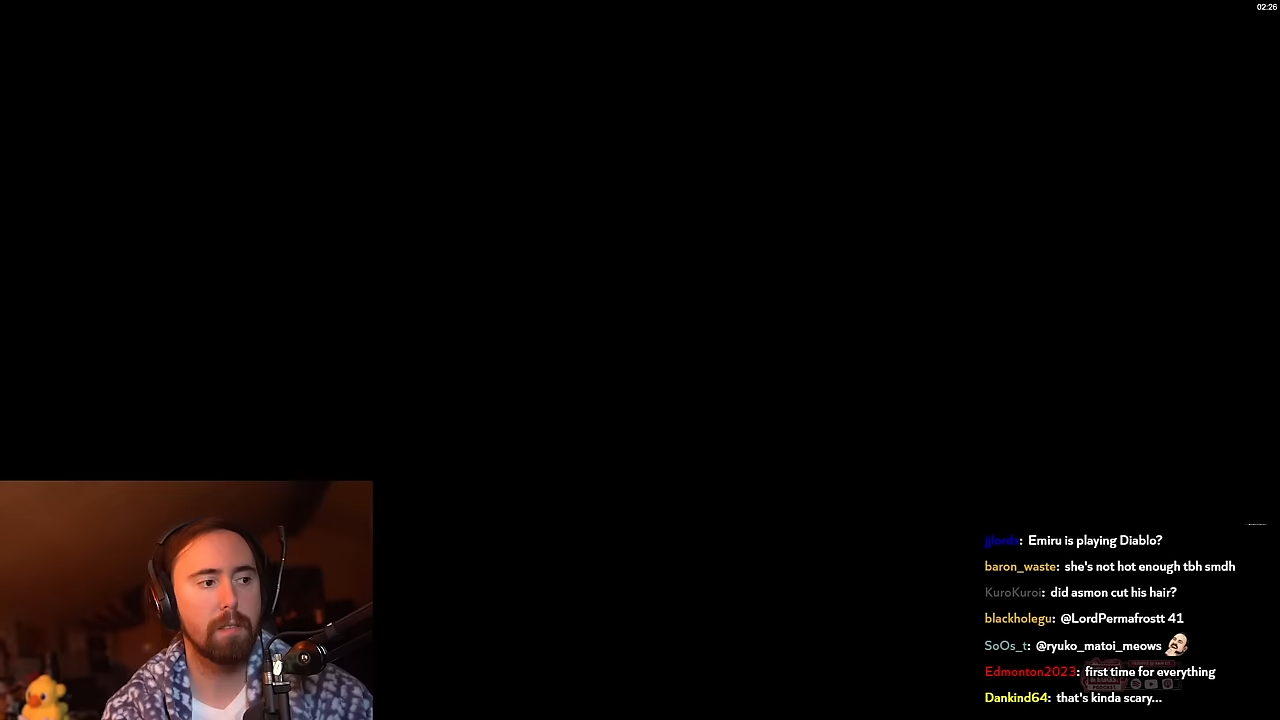 02:26
jjlords: Emiru is playing Diablo?
baron_waste: she's not hot enough tbh smdh
KuroKuroi: did asmon cut his hair?
blackholegu: @LordPermafrostt 41
SoOs_t: @ryuko_matoi_meows
Edmonton2023: first time for everything
Dankind64: that's kinda scary...